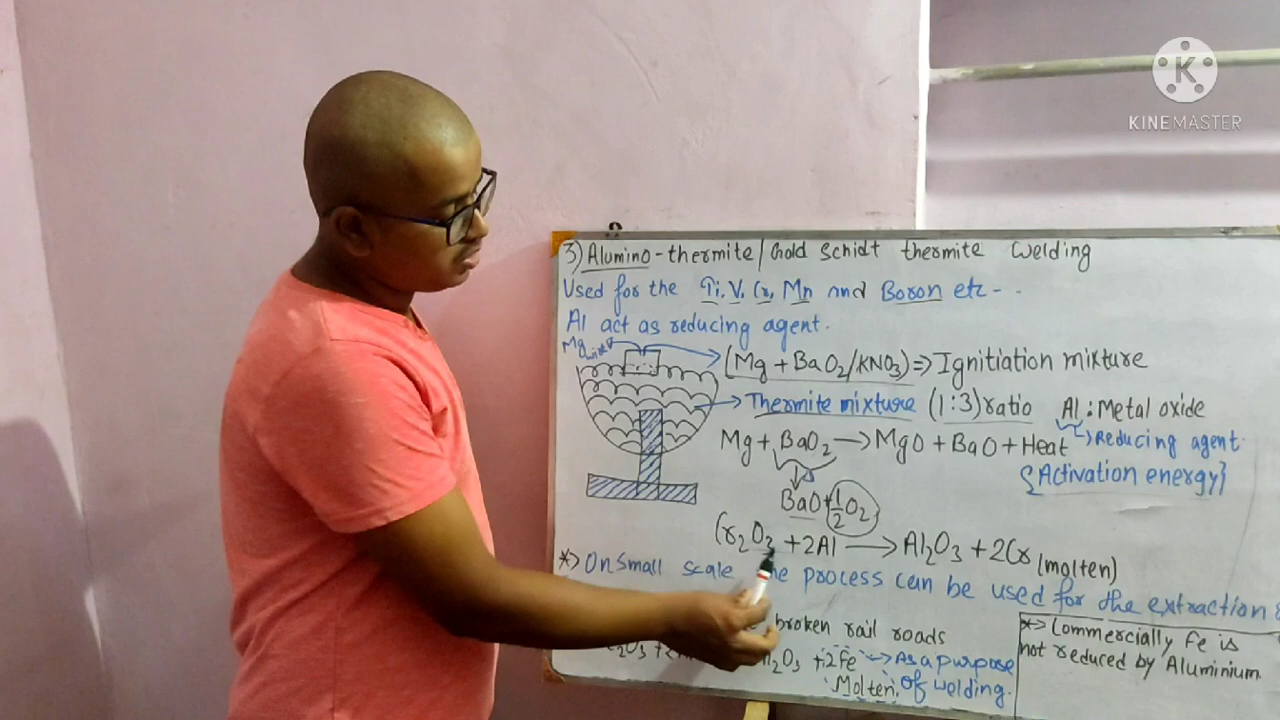 KINEMASTER
3) Alumino-thermite/Gold Schidt thermite Welding
Used for the Ti, V, Cr, Mn and Boron etc - - -
Al act as reducing agent.
Mg wire
(Mg + BaO2/KNO3) => Ignitiation mixture
Thermite mixture (1:3) ratio Al : Metal oxide
Reducing agent
Mg + BaO2 → MgO + BaO + Heat
{Activation energy}
BaO + 1/2 O2
Cr2O3 + 2Al → Al2O3 + 2Cr (molten)
*> On small scale the process can be used for the extraction
broken rail roads
2O3 + 2Fe → As a purpose
Molten. of welding.
*> Commercially Fe is
not reduced by Aluminium.